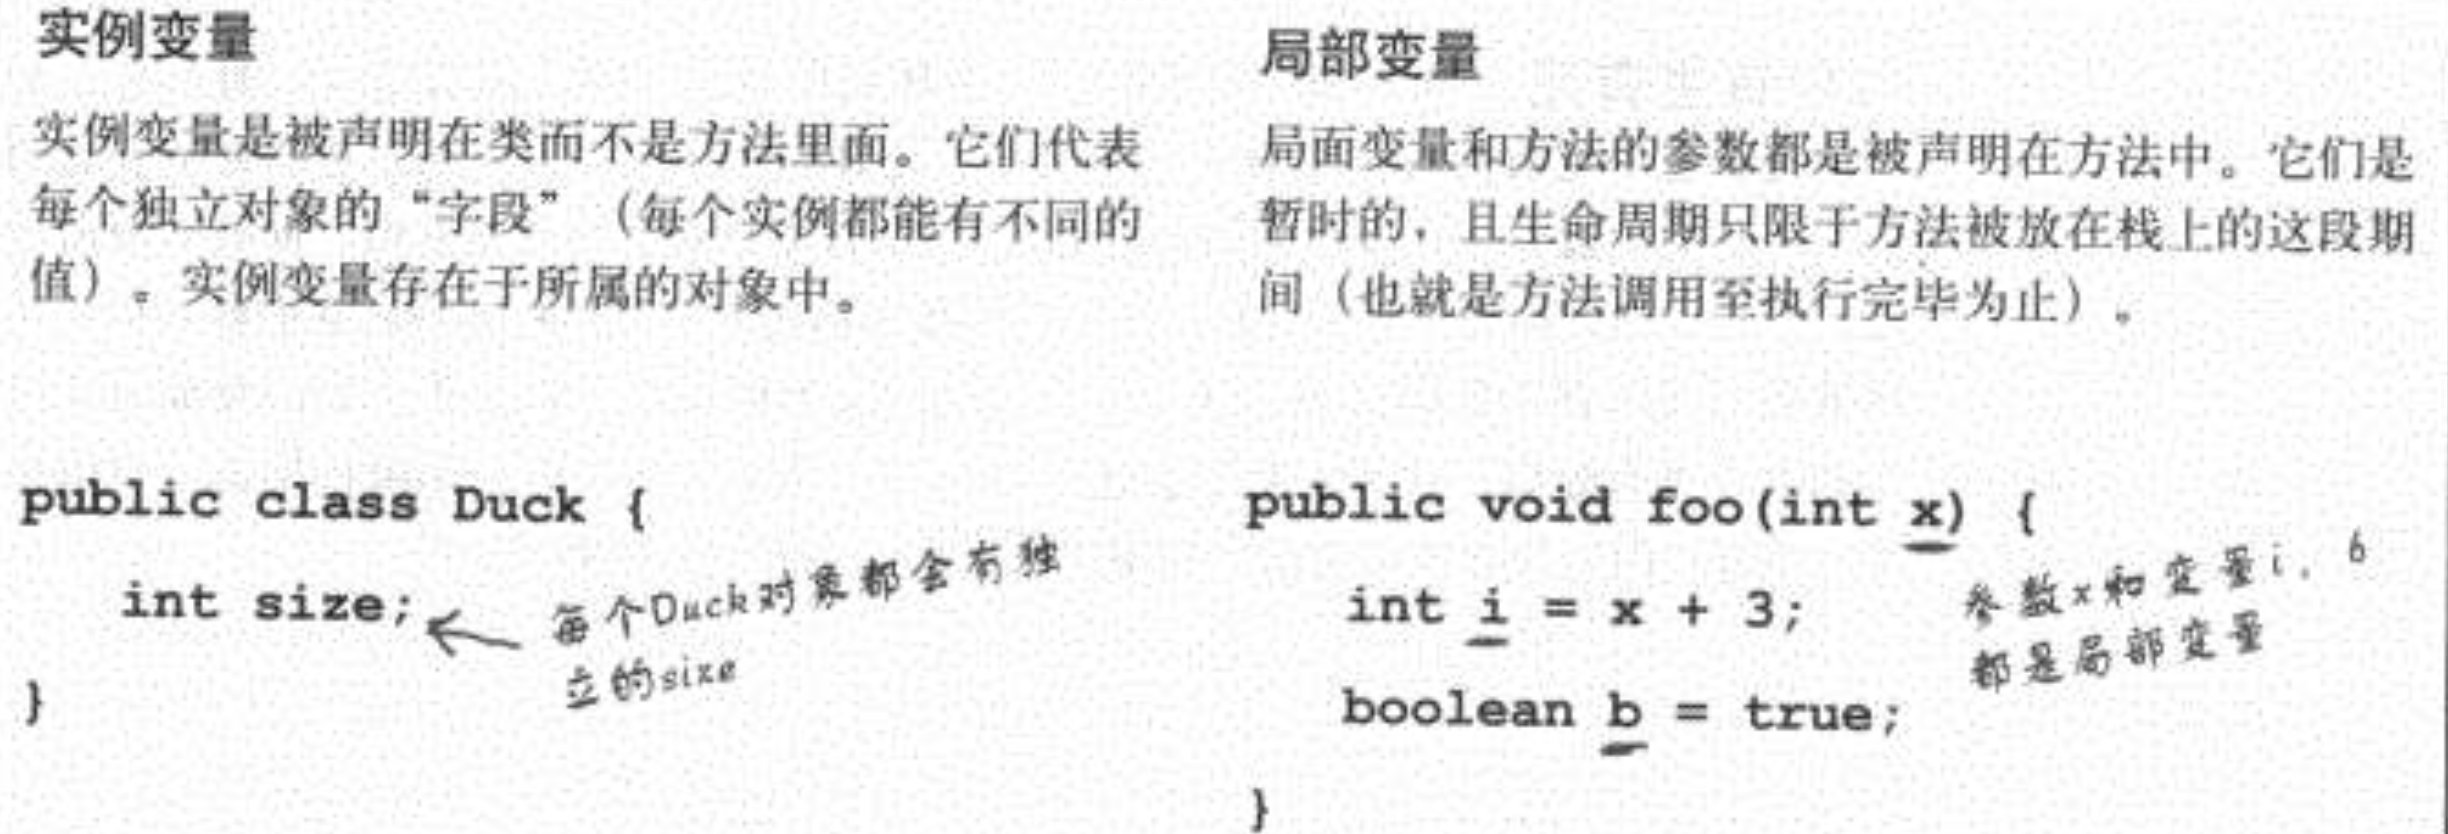 实例变量
实例变量是被声明在类而不是方法里面。它们代表
每个独立对象的“字段”（每个实例都能有不同的
值）。实例变量存在于所属的对象中。
public class Duck {
int size;
每个Duck对象都会有独
立的size
}
局部变量
局面变量和方法的参数都是被声明在方法中。它们是
暂时的，且生命周期只限于方法被放在栈上的这段期
间（也就是方法调用至执行完毕为止）。
public void foo(int x) {
int i = x + 3;
参数x和变量i，b
都是局部变量
boolean b = true;
}